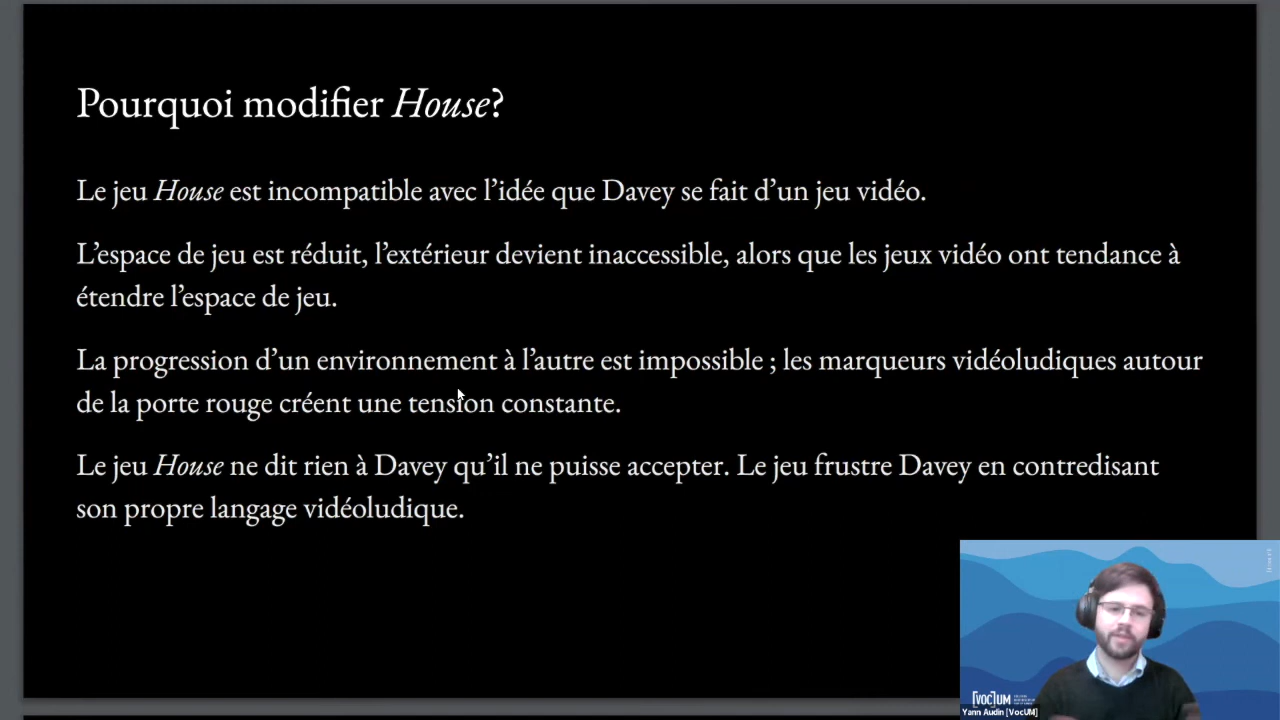 Pourquoi modifier House?
Le jeu House est incompatible avec l’idée que Davey se fait d’un jeu vidéo.
L’espace de jeu est réduit, l’extérieur devient inaccessible, alors que les jeux vidéo ont tendance à
étendre l’espace de jeu.
La progression d’un environnement à l’autre est impossible ; les marqueurs vidéoludiques autour
de la porte rouge créent une tension constante.
Le jeu House ne dit rien à Davey qu’il ne puisse accepter. Le jeu frustre Davey en contredisant
son propre langage vidéoludique.
[VOC]UM
Yann Audin [VocUM]